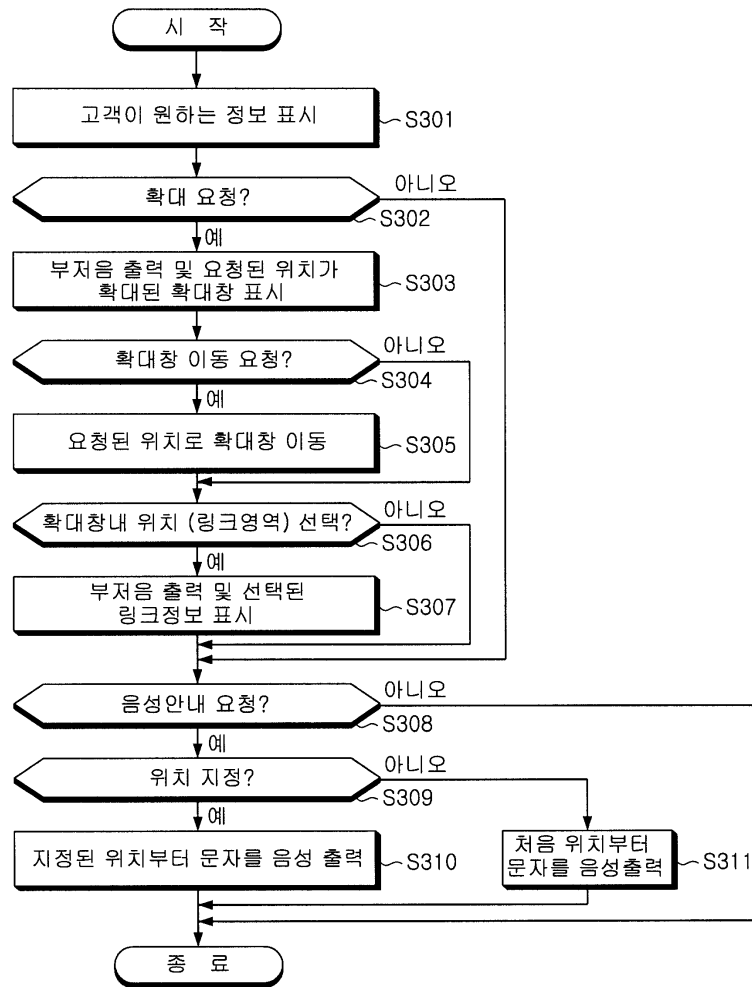 시 작
고객이 원하는 정보 표시
S301
확대 요청?
아니오
S302
예
부저음 출력 및 요청된 위치가
확대된 확대창 표시
S303
확대창 이동 요청?
아니오
S304
예
요청된 위치로 확대창 이동
S305
확대창내 위치 (링크영역) 선택?
아니오
S306
예
부저음 출력 및 선택된
링크정보 표시
S307
음성안내 요청?
아니오
S308
예
위치 지정?
아니오
S309
예
지정된 위치부터 문자를 음성 출력
S310
처음 위치부터
문자를 음성출력
S311
종 료